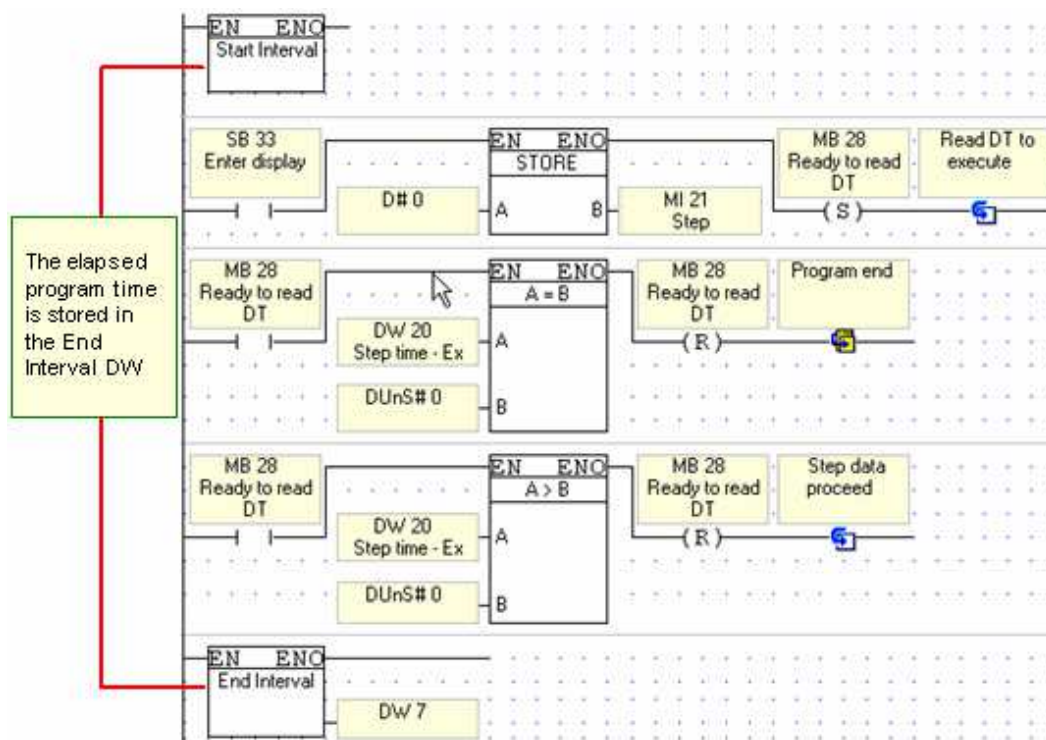 EN ENO
Start Interval
SB 33
Enter display
EN ENO
STORE
MB 28
Ready to read
DT
Read DT to
execute
D# 0
A
B
MI 21
Step
(S)
The elapsed
program time
is stored in
the End
Interval DW
MB 28
Ready to read
DT
EN ENO
A = B
MB 28
Ready to read
DT
Program end
DW 20
Step time - Ex
A
(R)
DUnS# 0
B
MB 28
Ready to read
DT
EN ENO
A > B
MB 28
Ready to read
DT
Step data
proceed
DW 20
Step time - Ex
A
(R)
DUnS# 0
B
EN ENO
End Interval
DW 7